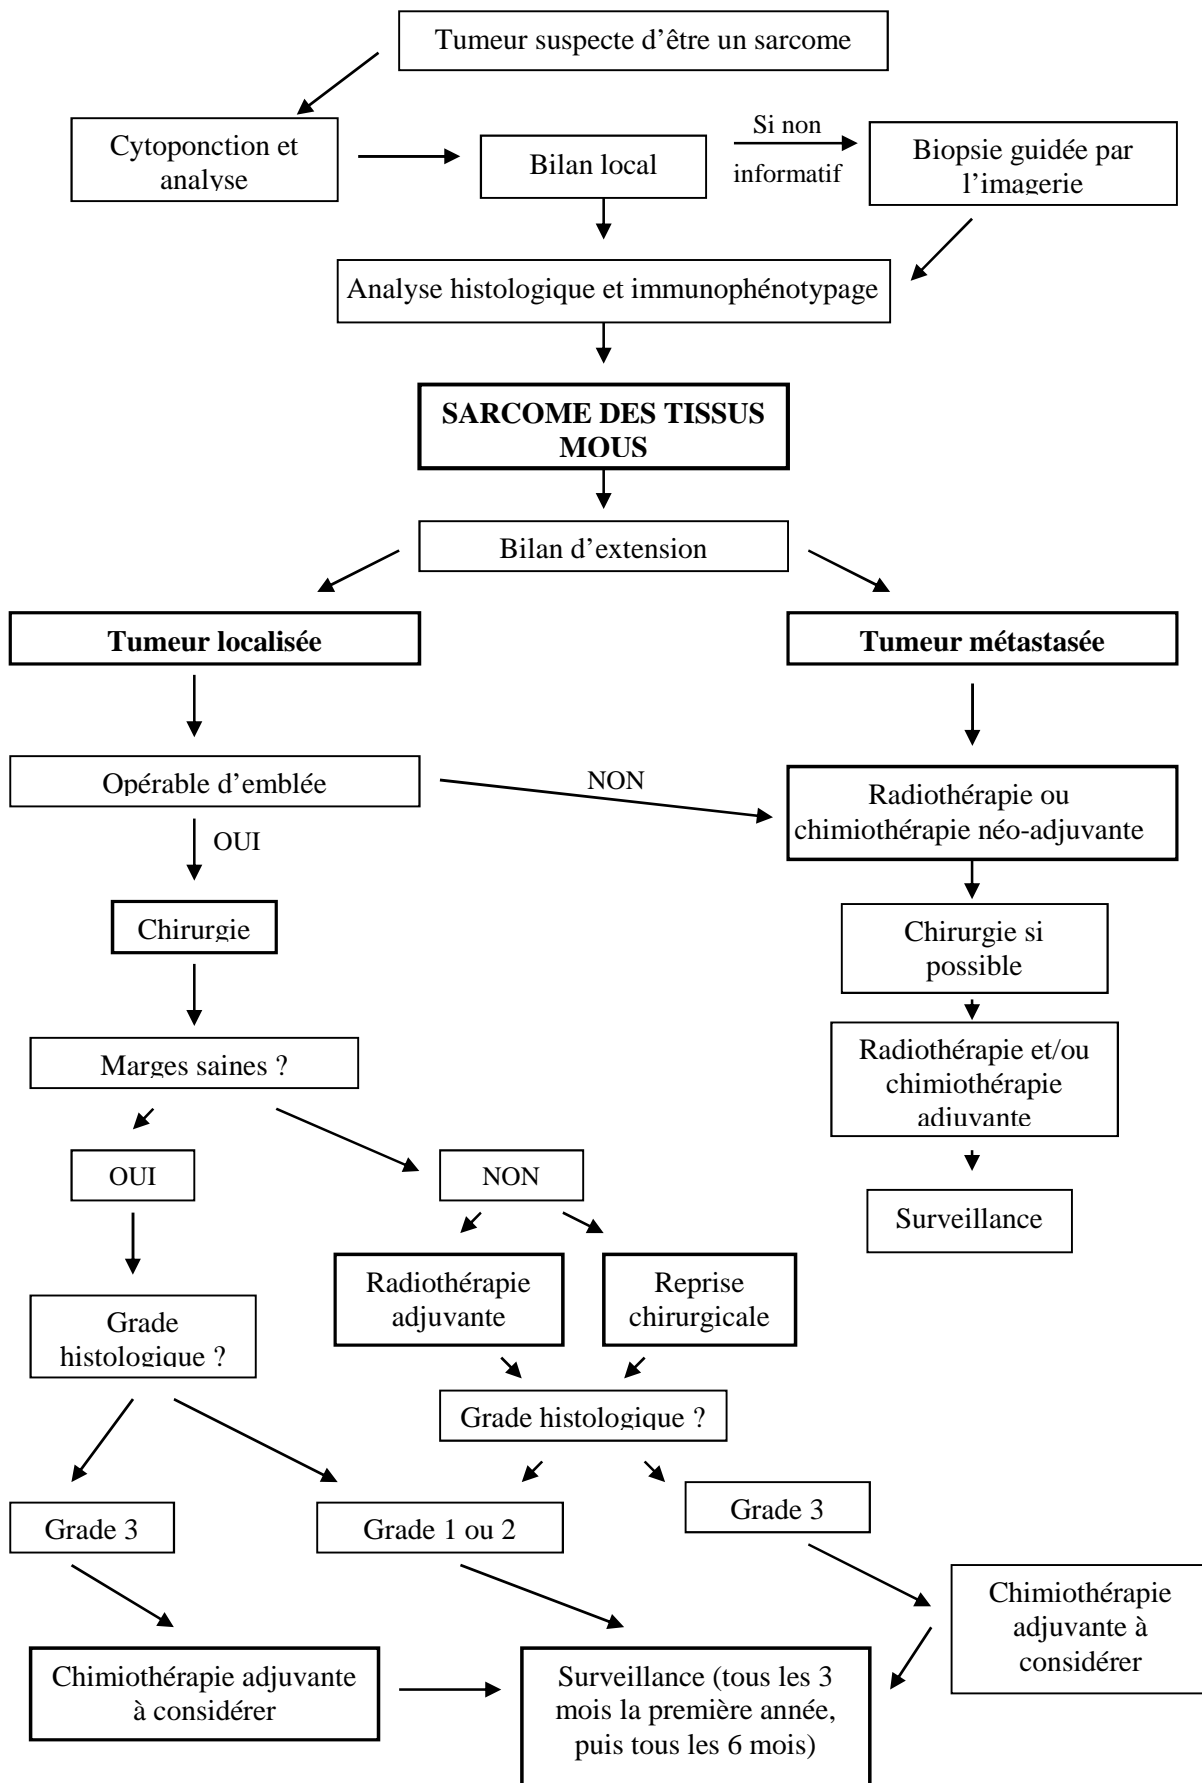 Tumeur suspecte d’être un sarcome
Cytoponction et
analyse
Bilan local
Si non
informatif
Biopsie guidée par
l’imagerie
Analyse histologique et immunophénotypage
SARCOME DES TISSUS
MOUS
Bilan d’extension
Tumeur localisée
Tumeur métastasée
Opérable d’emblée
NON
Radiothérapie ou
chimiothérapie néo-adjuvante
OUI
Chirurgie
Chirurgie si
possible
Marges saines ?
Radiothérapie et/ou
chimiothérapie
adjuvante
OUI
NON
Surveillance
Radiothérapie
adjuvante
Reprise
chirurgicale
Grade
histologique ?
Grade histologique ?
Grade 3
Grade 1 ou 2
Grade 3
Chimiothérapie
adjuvante à
considérer
Chimiothérapie adjuvante
à considérer
Surveillance (tous les 3
mois la première année,
puis tous les 6 mois)